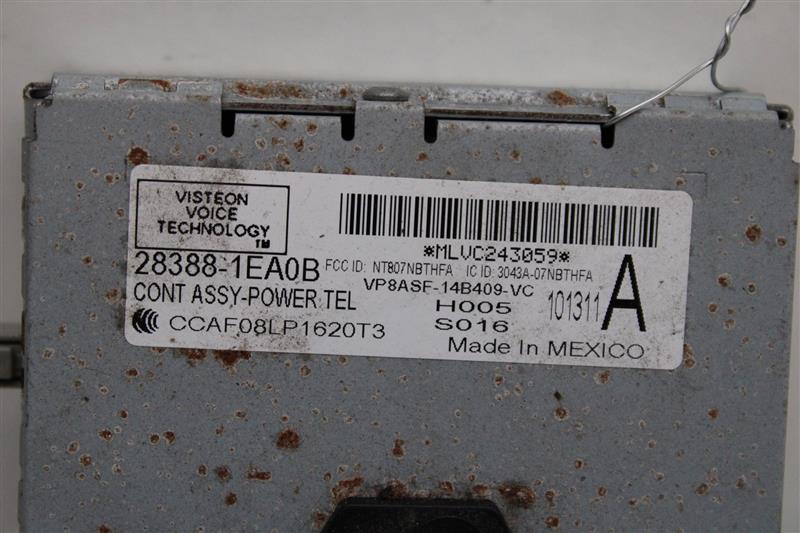 VISTEON
VOICE
TECHNOLOGY
TM
*MLVC243059*
28388-1EA0B
FCC ID: NT807NBTHFA IC ID: 3043A-07NBTHFA
VP8ASF-14B409-VC
CONT ASSY-POWER TEL
H005
101311 A
CCAF08LP1620T3
S016
Made In MEXICO